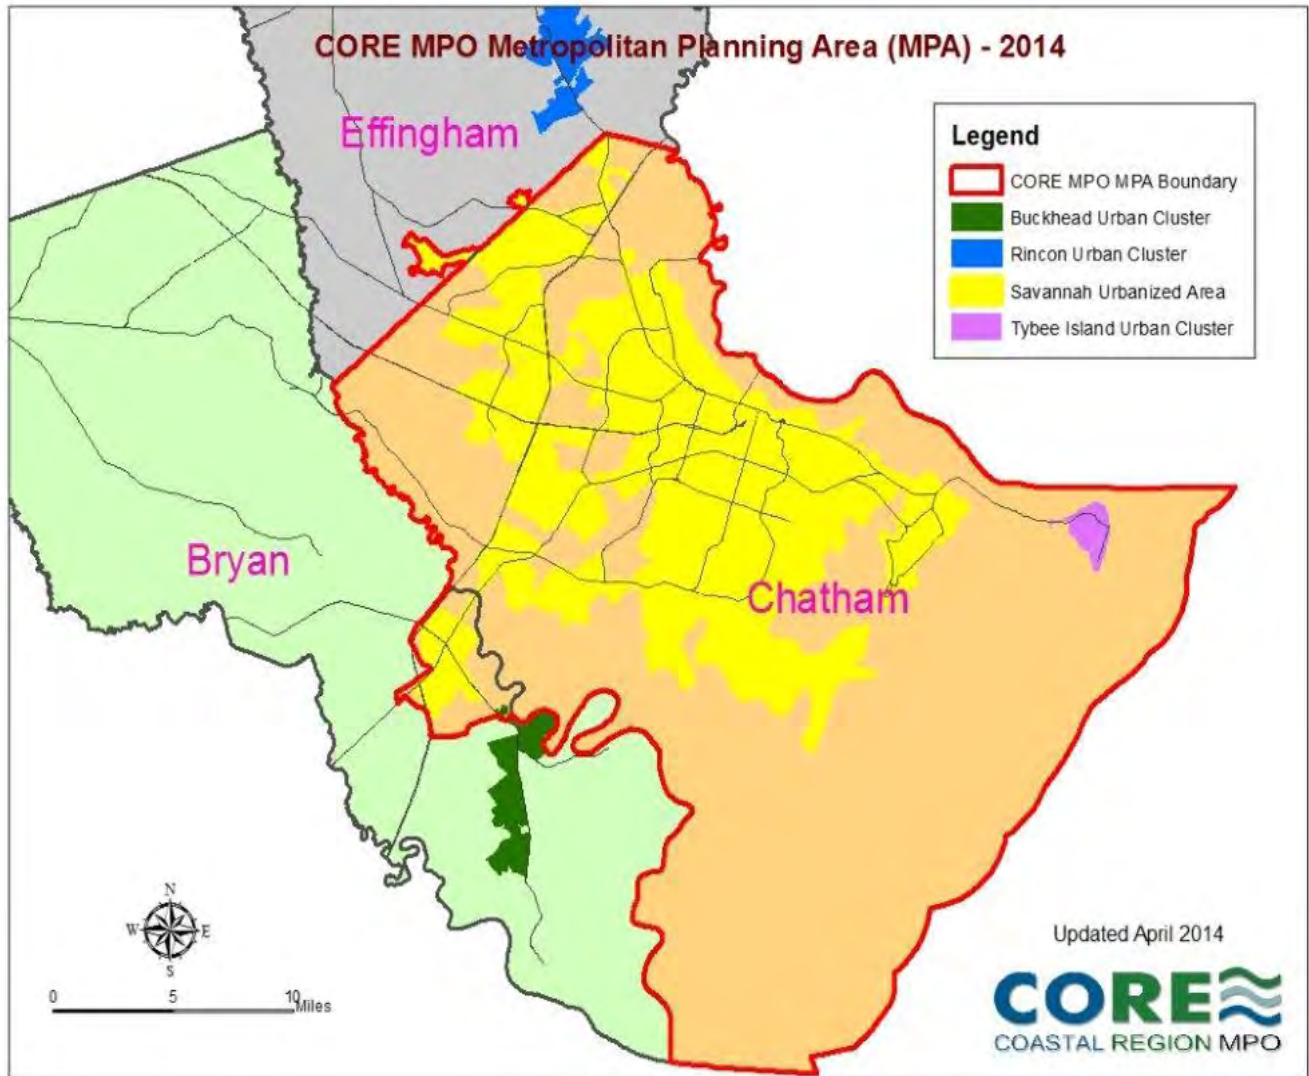 CORE MPO Metropolitan Planning Area (MPA) - 2014
Effingham
Legend
CORE MPO MPA Boundary
Buckhead Urban Cluster
Rincon Urban Cluster
Savannah Urbanized Area
Tybee Island Urban Cluster
Bryan
Chatham
N
W E
S
0 5 10 Miles
Updated April 2014
CORE
COASTAL REGION MPO